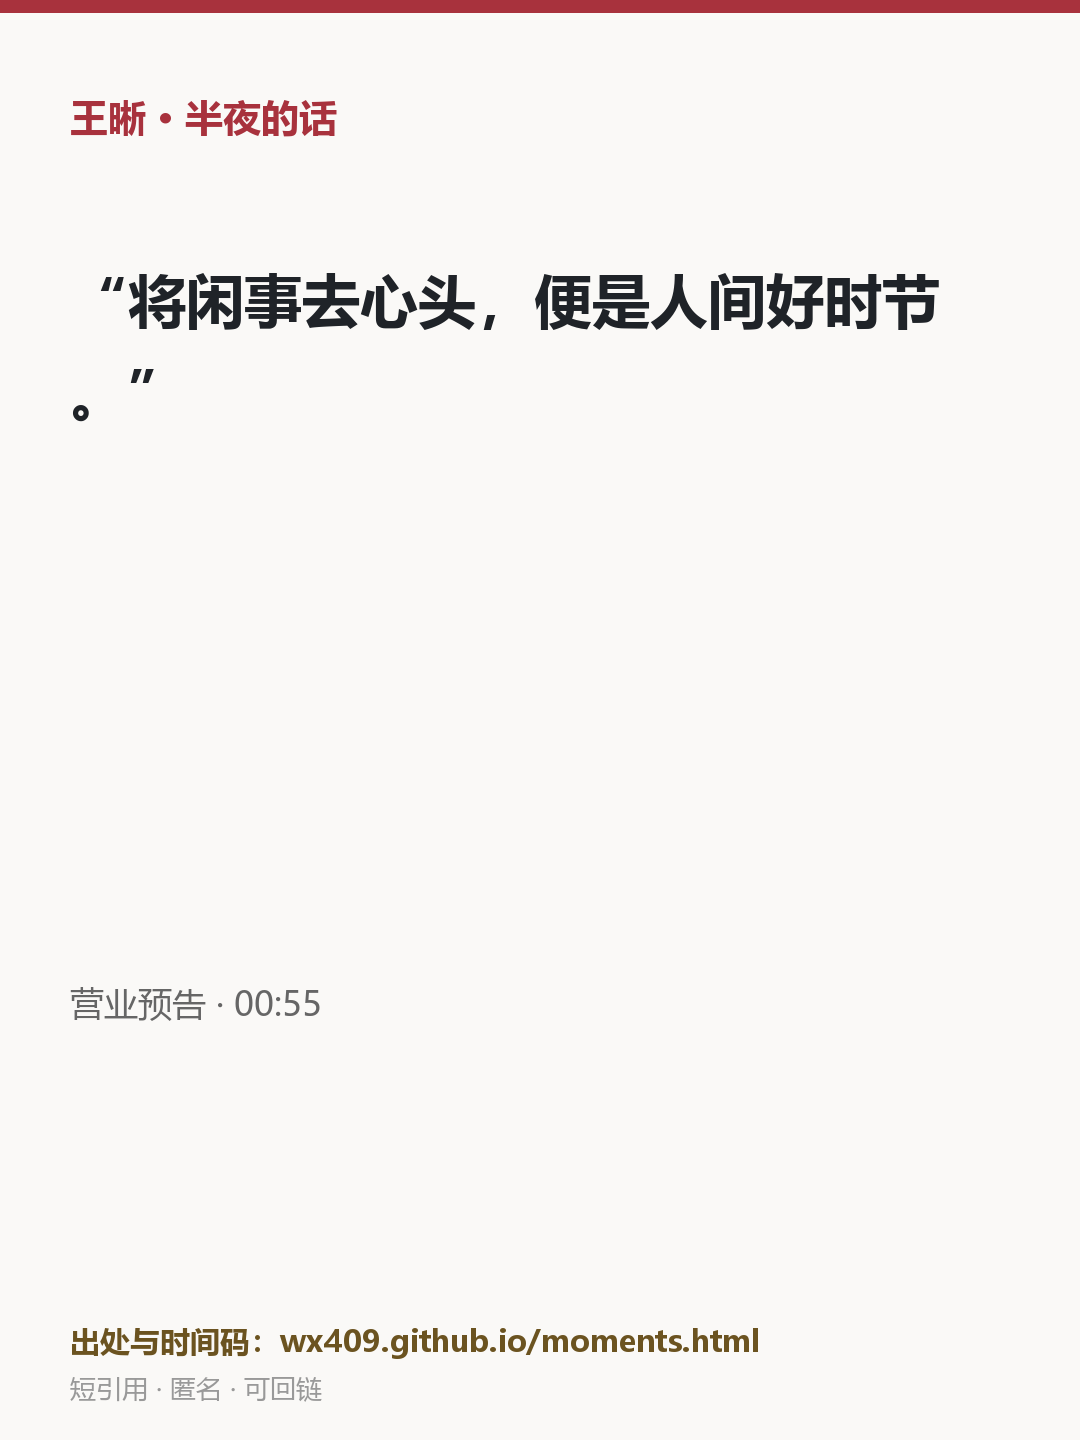 王晰·半夜的话
“将闲事去心头，便是人间好时节
。”
营业预告 · 00:55
出处与时间码：wx409.github.io/moments.html
短引用 · 匿名 · 可回链